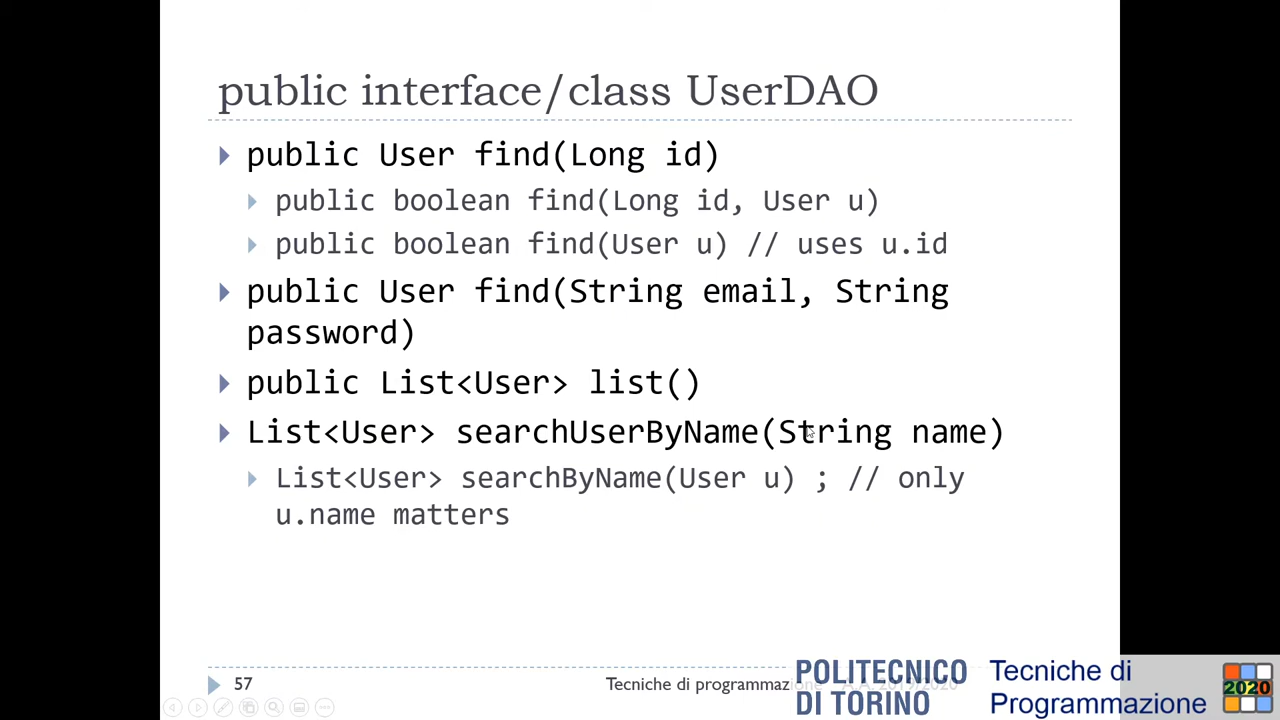 public interface/class UserDAO
public User find(Long id)
public boolean find(Long id, User u)
public boolean find(User u) // uses u.id
public User find(String email, String
password)
public List<User> list()
List<User> searchUserByName(String name)
List<User> searchByName(User u) ; // only
u.name matters
57
Tecniche di programmazione A.A. 2019/2020
POLITECNICO
DI TORINO
Tecniche di
Programmazione
2020